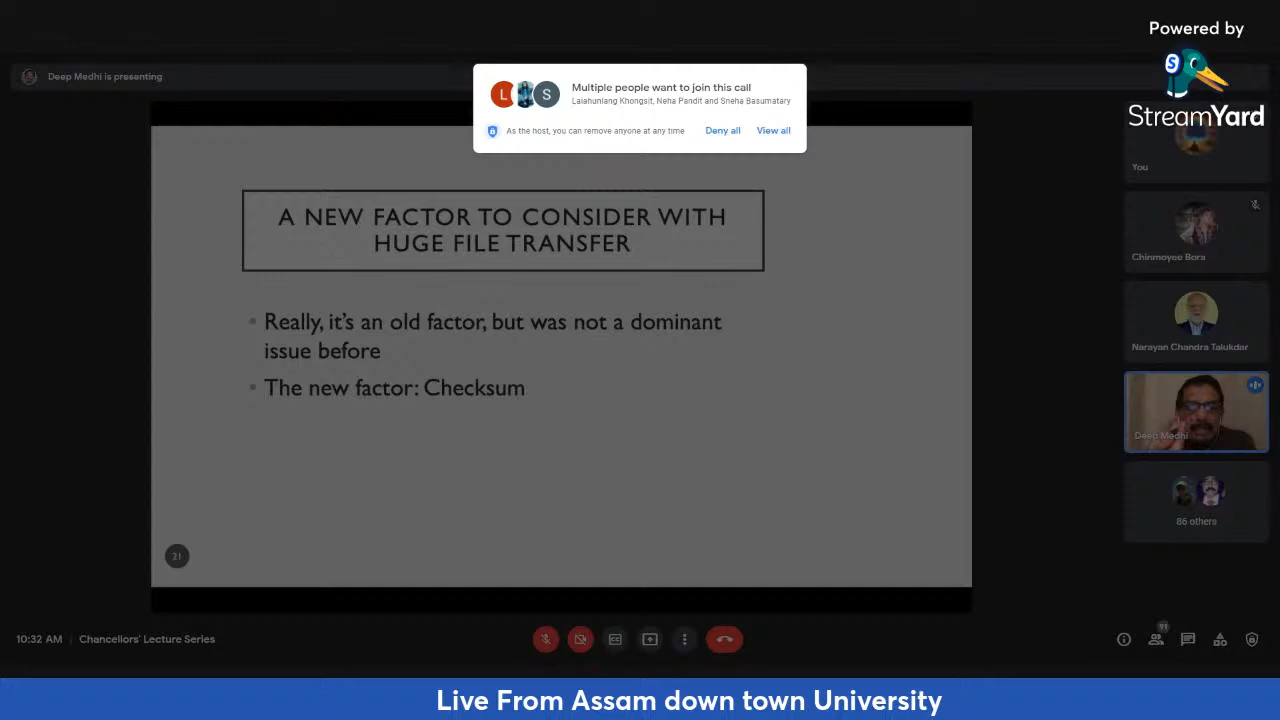 Powered by
StreamYard
Deep Medhi is presenting
Multiple people want to join this call
Laiahunlang Khongsit, Neha Pandit and Sneha Basumatary
L
S
As the host, you can remove anyone at any time
Deny all
View all
You
A NEW FACTOR TO CONSIDER WITH
HUGE FILE TRANSFER
• Really, it's an old factor, but was not a dominant
issue before
• The new factor: Checksum
21
Chinmoyee Bora
Narayan Chandra Talukdar
Deep Medhi
86 others
10:32 AM | Chancellors' Lecture Series
91
Live From Assam down town University